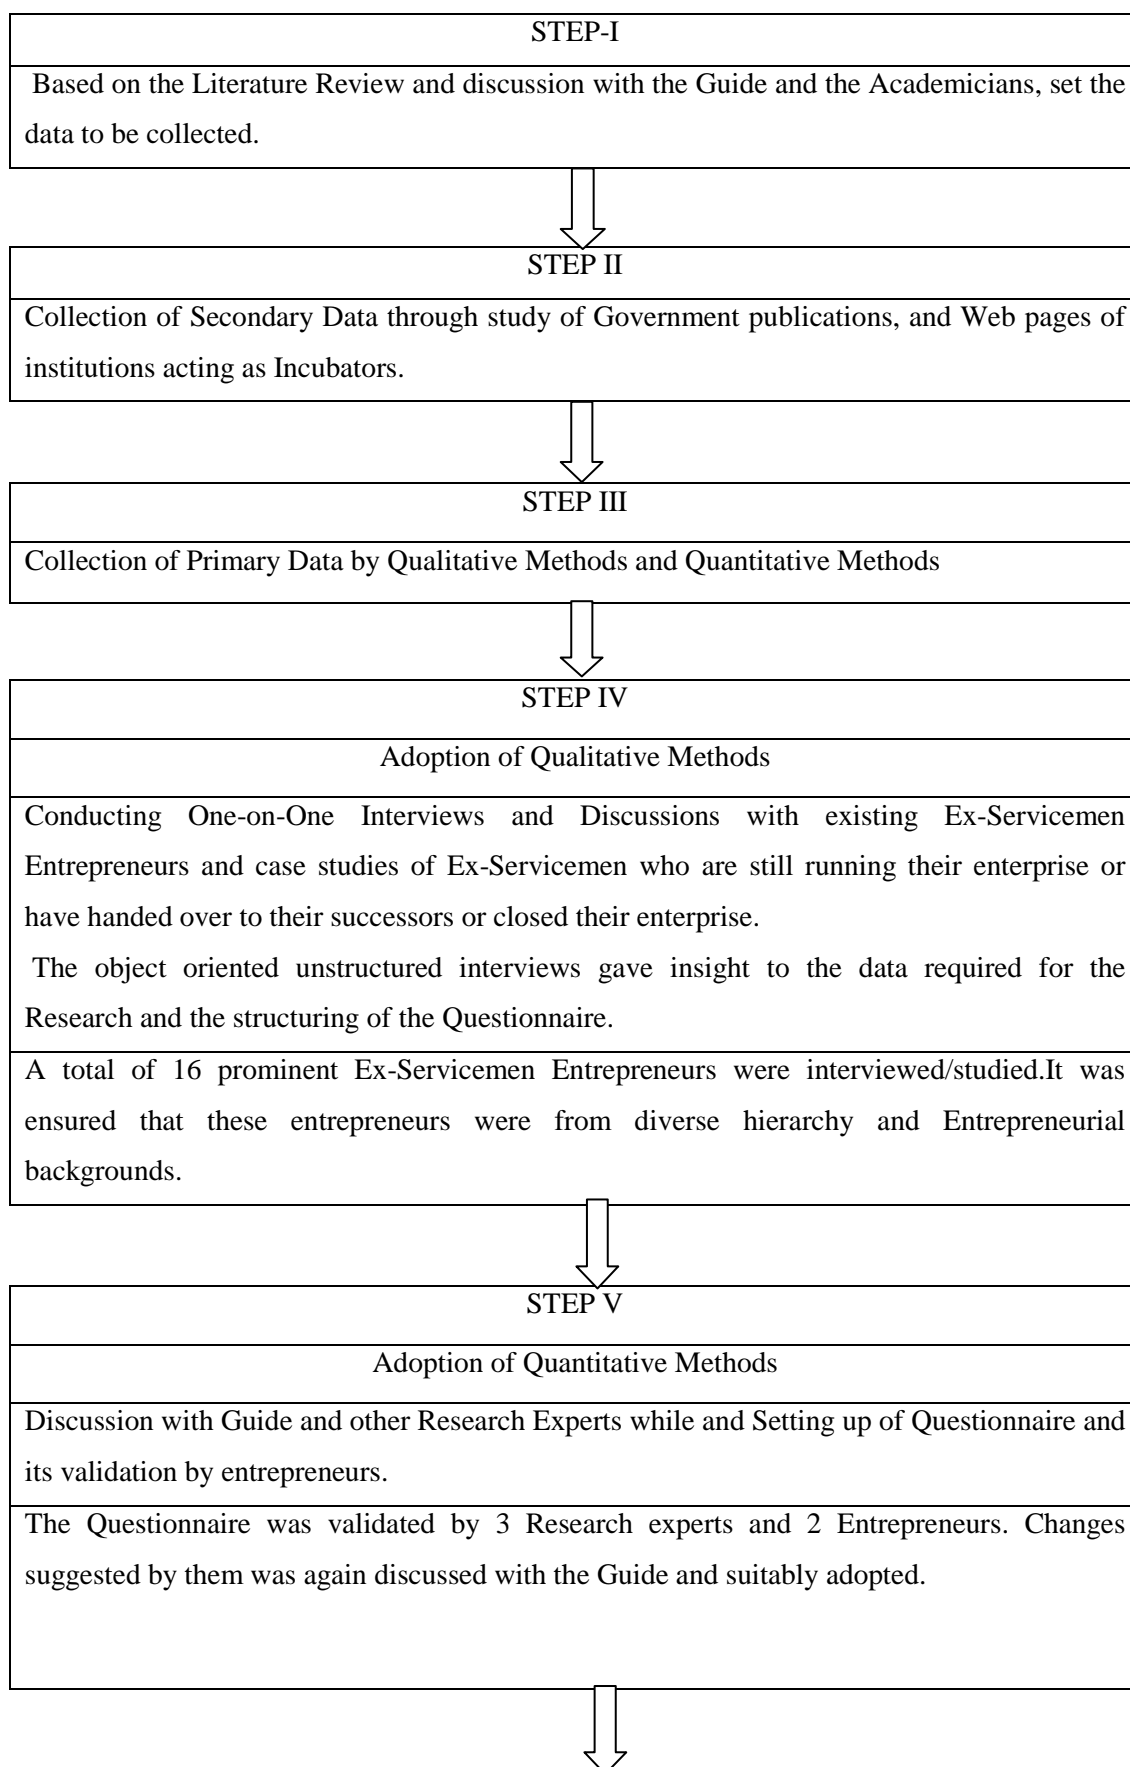 STEP-I
Based on the Literature Review and discussion with the Guide and the Academicians, set the
data to be collected.
STEP II
Collection of Secondary Data through study of Government publications, and Web pages of
institutions acting as Incubators.
STEP III
Collection of Primary Data by Qualitative Methods and Quantitative Methods
STEP IV
Adoption of Qualitative Methods
Conducting One-on-One Interviews and Discussions with existing Ex-Servicemen
Entrepreneurs and case studies of Ex-Servicemen who are still running their enterprise or
have handed over to their successors or closed their enterprise.
The object oriented unstructured interviews gave insight to the data required for the
Research and the structuring of the Questionnaire.
A total of 16 prominent Ex-Servicemen Entrepreneurs were interviewed/studied.It was
ensured that these entrepreneurs were from diverse hierarchy and Entrepreneurial
backgrounds.
STEP V
Adoption of Quantitative Methods
Discussion with Guide and other Research Experts while and Setting up of Questionnaire and
its validation by entrepreneurs.
The Questionnaire was validated by 3 Research experts and 2 Entrepreneurs. Changes
suggested by them was again discussed with the Guide and suitably adopted.